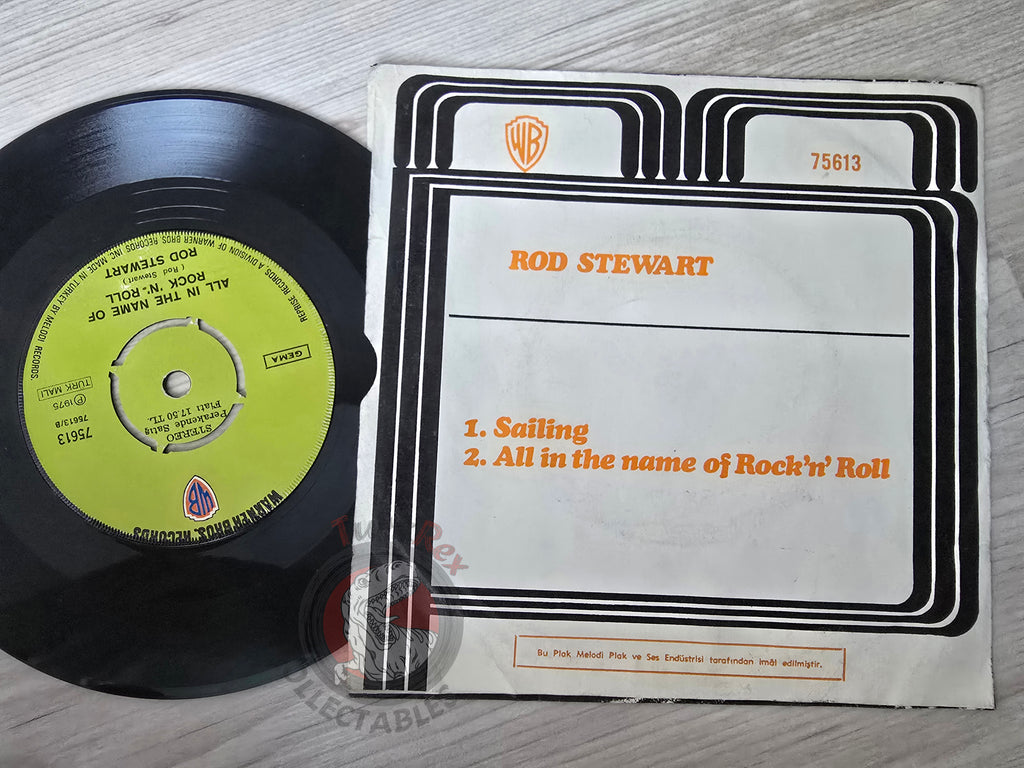 WB
75613
ROD STEWART
1. Sailing
2. All in the name of Rock'n' Roll
Bu Plak Melodi Plak ve Ses Endüstrisi tarafından imâl edilmiştir.
WARNER BROS. RECORDS
WB
75613
75613/B
℗ 1975
TÜRK MALI
STEREO
Perakende Satış
Fiatı 17.50 TL.
GEMA
ALL IN THE NAME OF
ROCK 'N' ROLL
( Rod Stewart )
ROD STEWART
REPRISE RECORDS A DIVISION OF WARNER BROS. RECORDS INC. MADE IN TURKEY BY MELODİ RECORDS.
Rex
COLLECTABLES